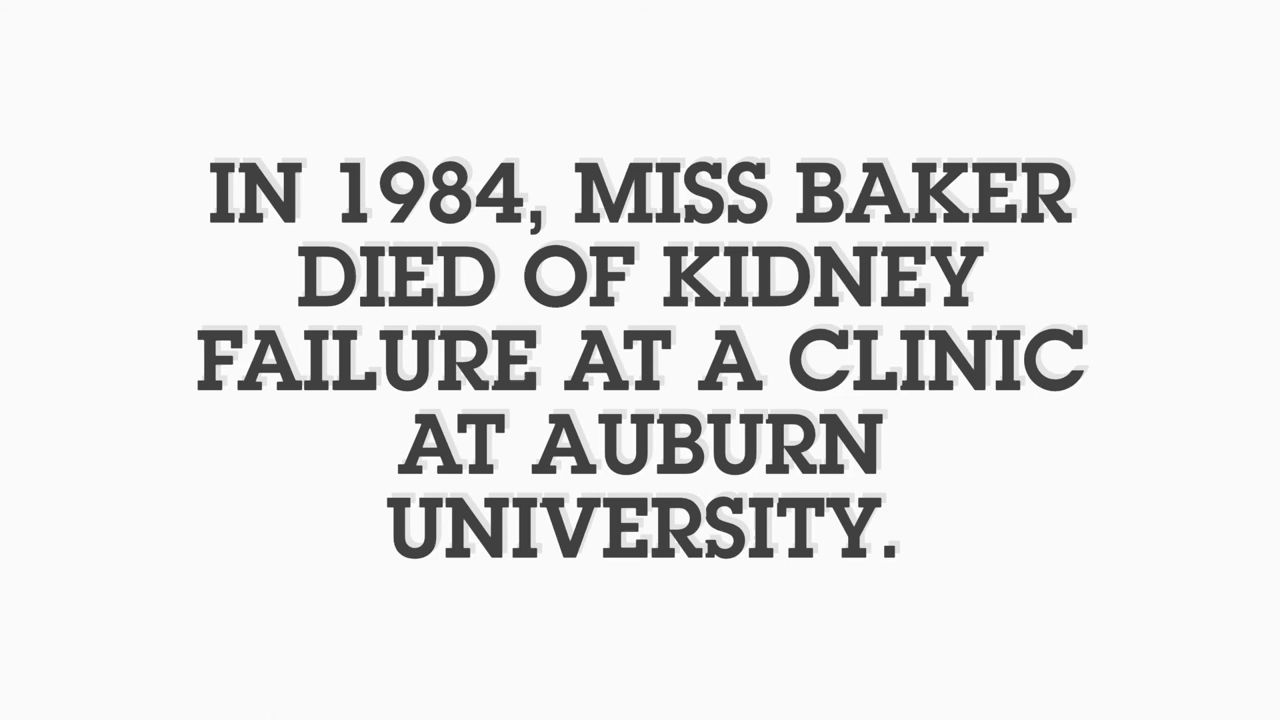 IN 1984, MISS BAKER
DIED OF KIDNEY
FAILURE AT A CLINIC
AT AUBURN
UNIVERSITY.